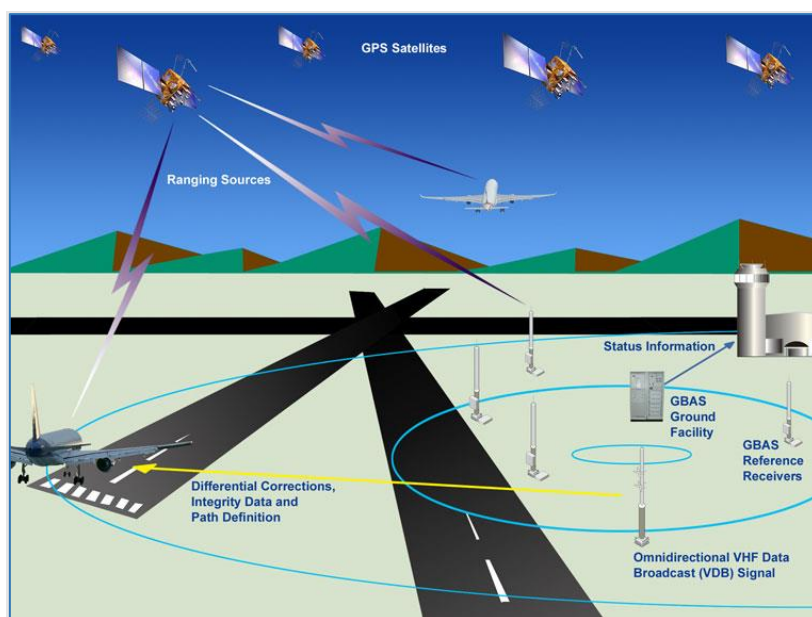 GPS Satellites
Ranging Sources
Status Information
GBAS
Ground
Facility
GBAS
Reference
Receivers
Differential Corrections,
Integrity Data and
Path Definition
Omnidirectional VHF Data
Broadcast (VDB) Signal